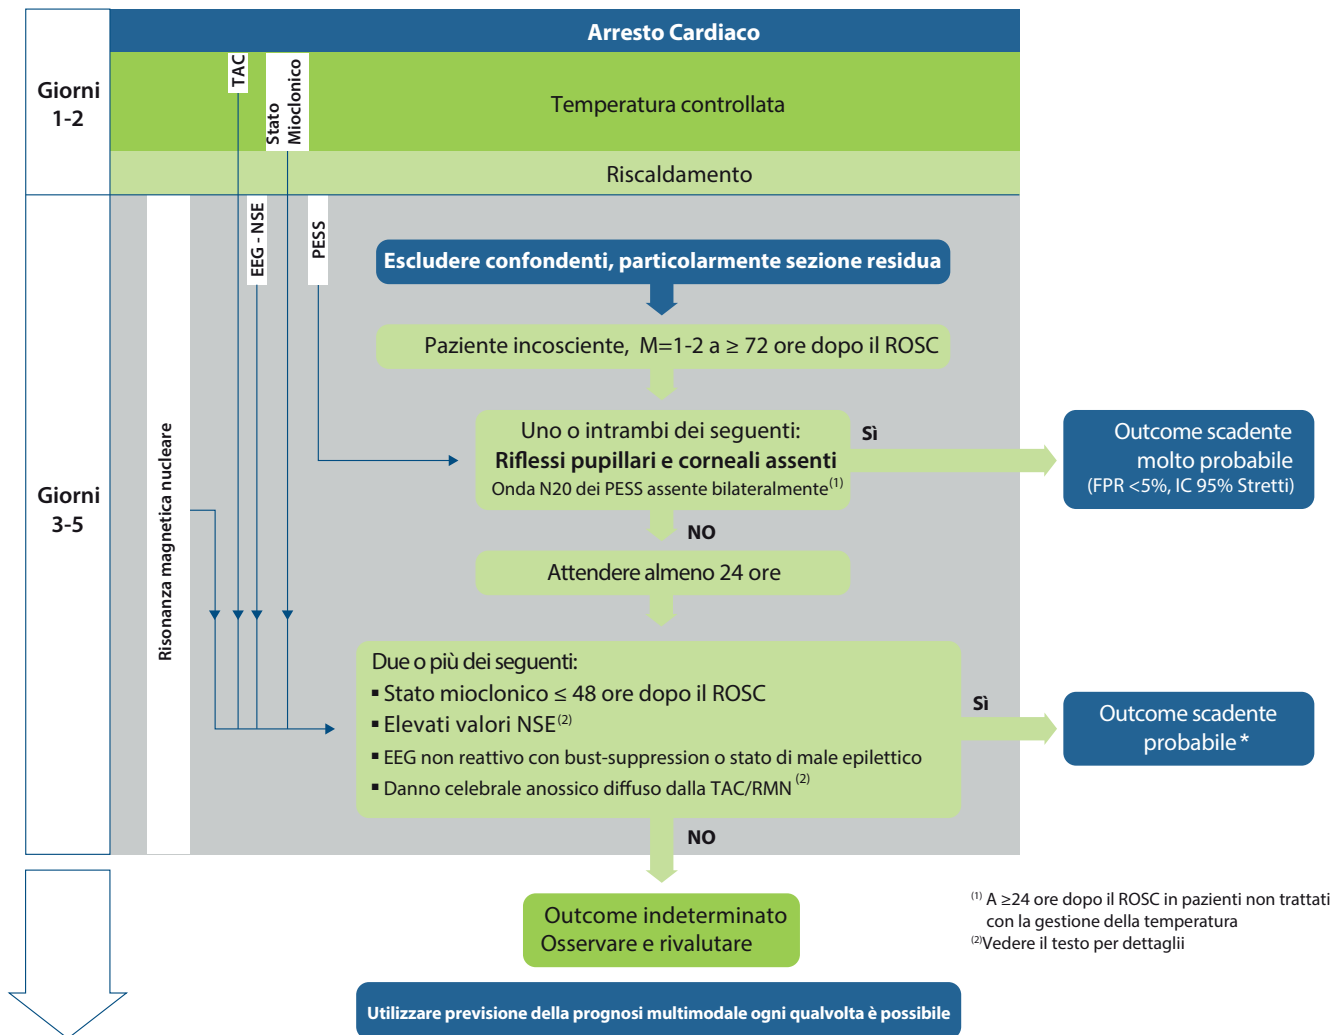 Arresto Cardiaco
Giorni
1-2
TAC
Stato
Mioclonico
Temperatura controllata
Riscaldamento
Giorni
3-5
Risonanza magnetica nucleare
EEG - NSE
PESS
Escludere confondenti, particolarmente sezione residua
Paziente incosciente, M=1-2 a ≥ 72 ore dopo il ROSC
Uno o intrambi dei seguenti:
Riflessi pupillari e corneali assenti
Onda N20 dei PESS assente bilateralmente(1)
Sì
Outcome scadente
molto probabile
(FPR <5%, IC 95% Stretti)
NO
Attendere almeno 24 ore
Due o più dei seguenti:
▪ Stato mioclonico ≤ 48 ore dopo il ROSC
▪ Elevati valori NSE(2)
▪ EEG non reattivo con bust-suppression o stato di male epilettico
▪ Danno celebrale anossico diffuso dalla TAC/RMN(2)
Sì
Outcome scadente
probabile*
NO
Outcome indeterminato
Osservare e rivalutare
(1) A ≥24 ore dopo il ROSC in pazienti non trattati
con la gestione della temperatura
(2)Vedere il testo per dettaglii
Utilizzare previsione della prognosi multimodale ogni qualvolta è possibile